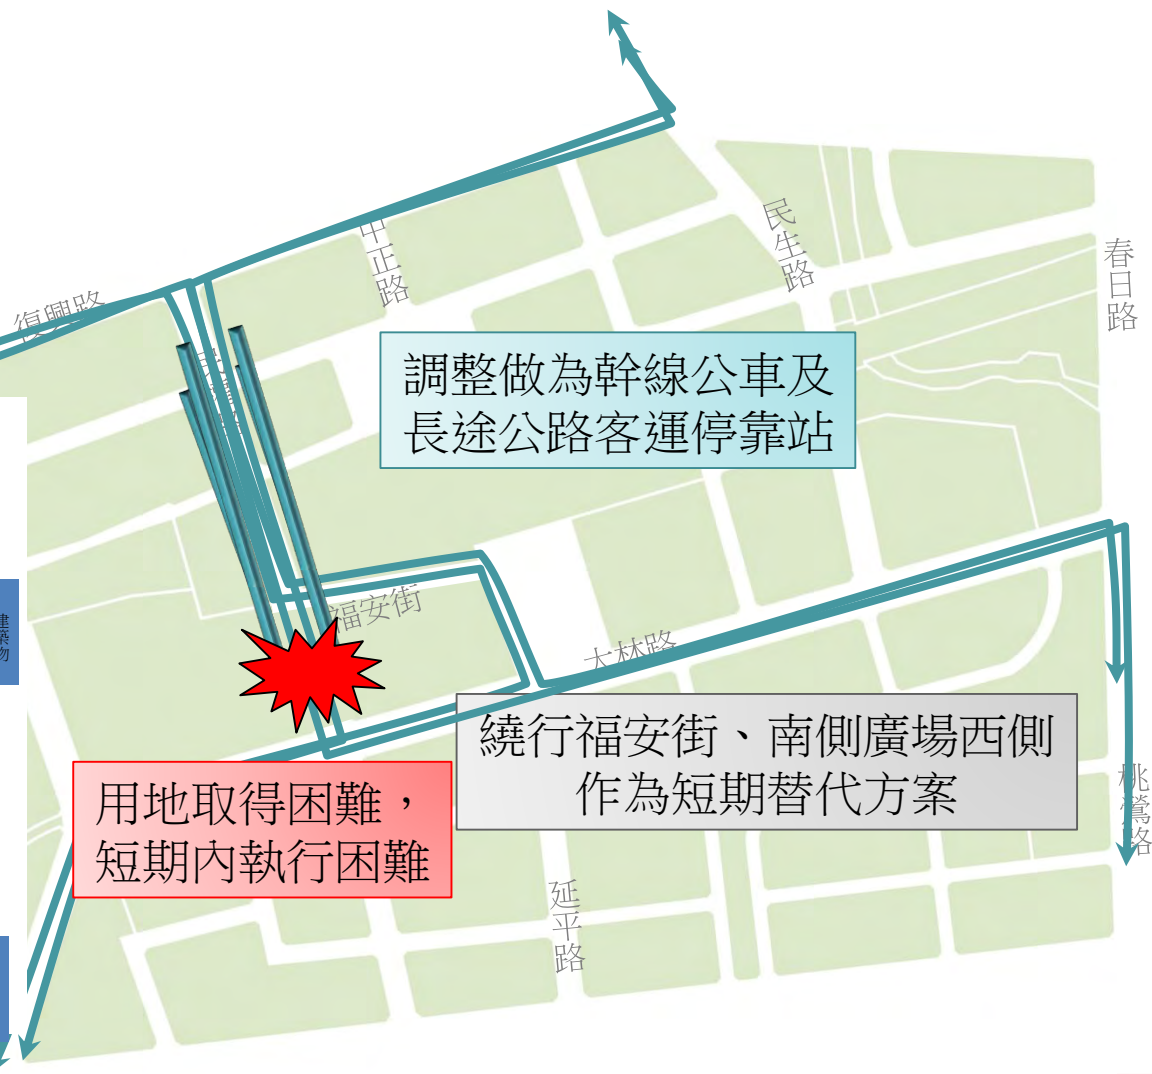 中正路
民生路
春日路
復興路
調整做為幹線公車及
長途公路客運停靠站
福安街
大林路
建築物
繞行福安街、南側廣場西側
作為短期替代方案
用地取得困難，
短期內執行困難
桃鶯路
延平路